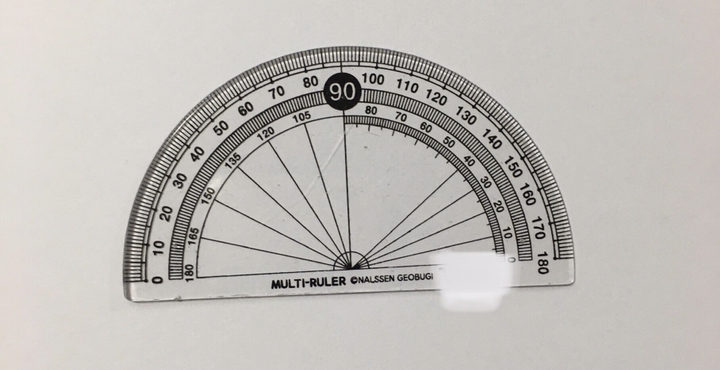 0 10 20 30 40 50 60 70 80 90 100 110 120 130 140 150 160 170 180
180 165 150 135 120 105 80 70 60 50 40 30 20 10 0
MULTI-RULER ©NALSSEN GEOBUGI